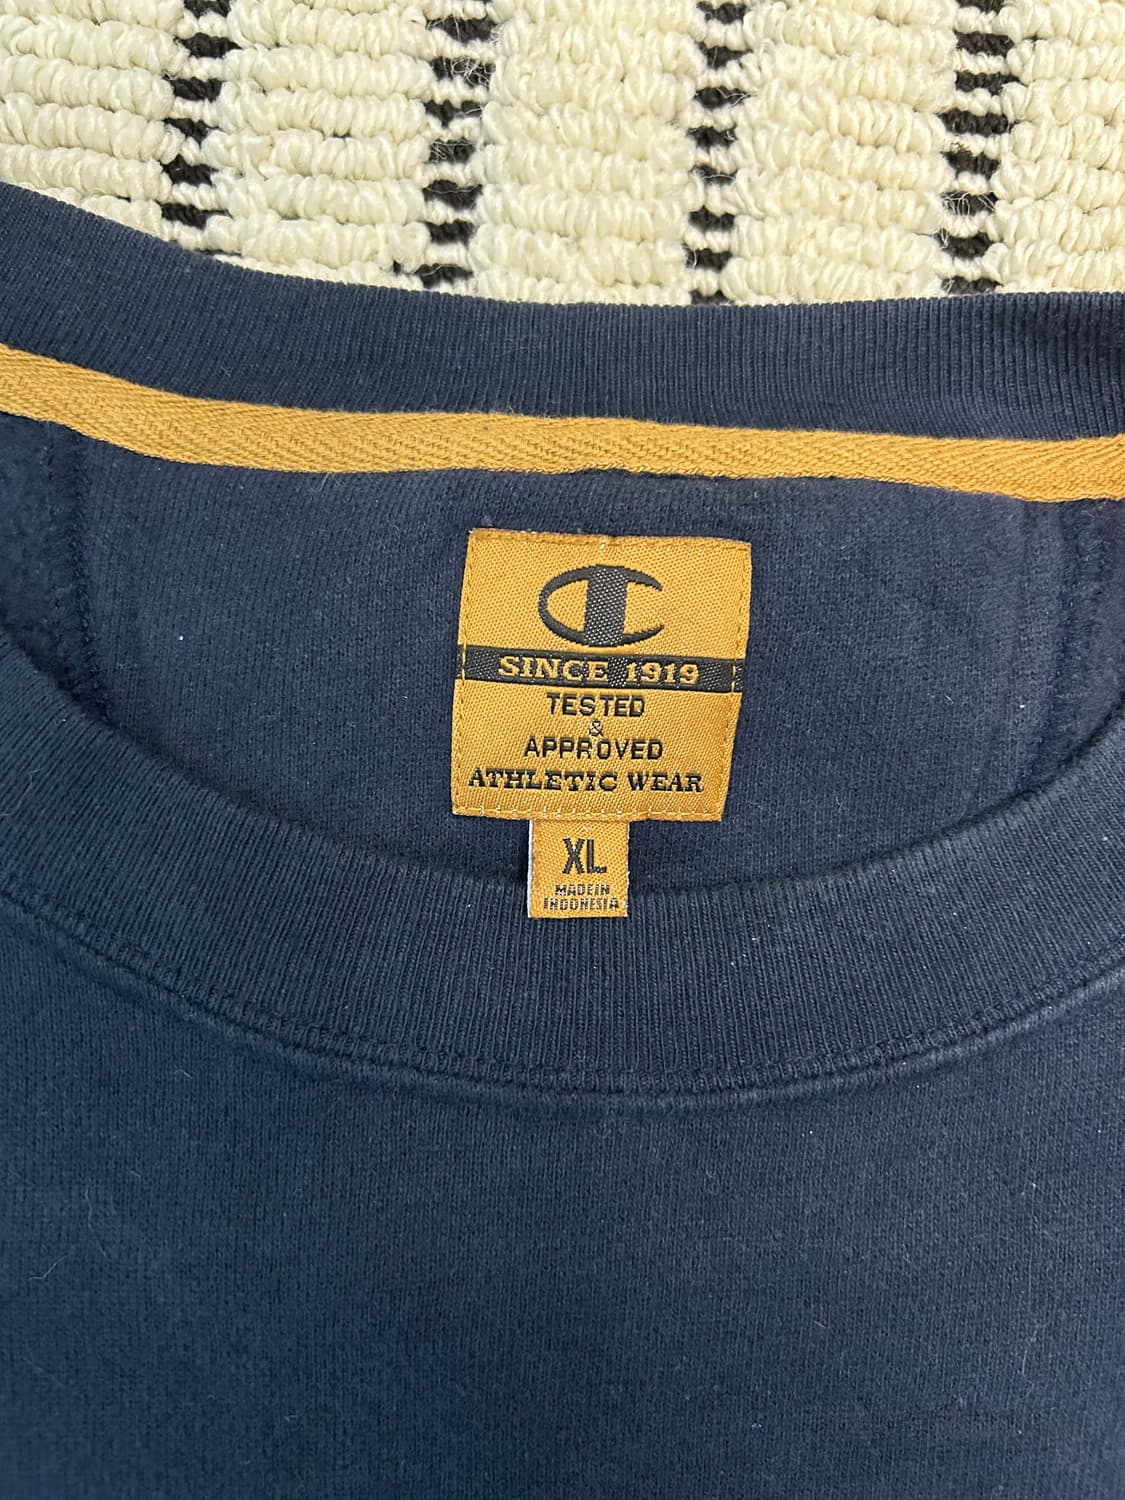 SINCE 1919
TESTED
&
APPROVED
ATHLETIC WEAR
XL
MADE IN
INDONESIA